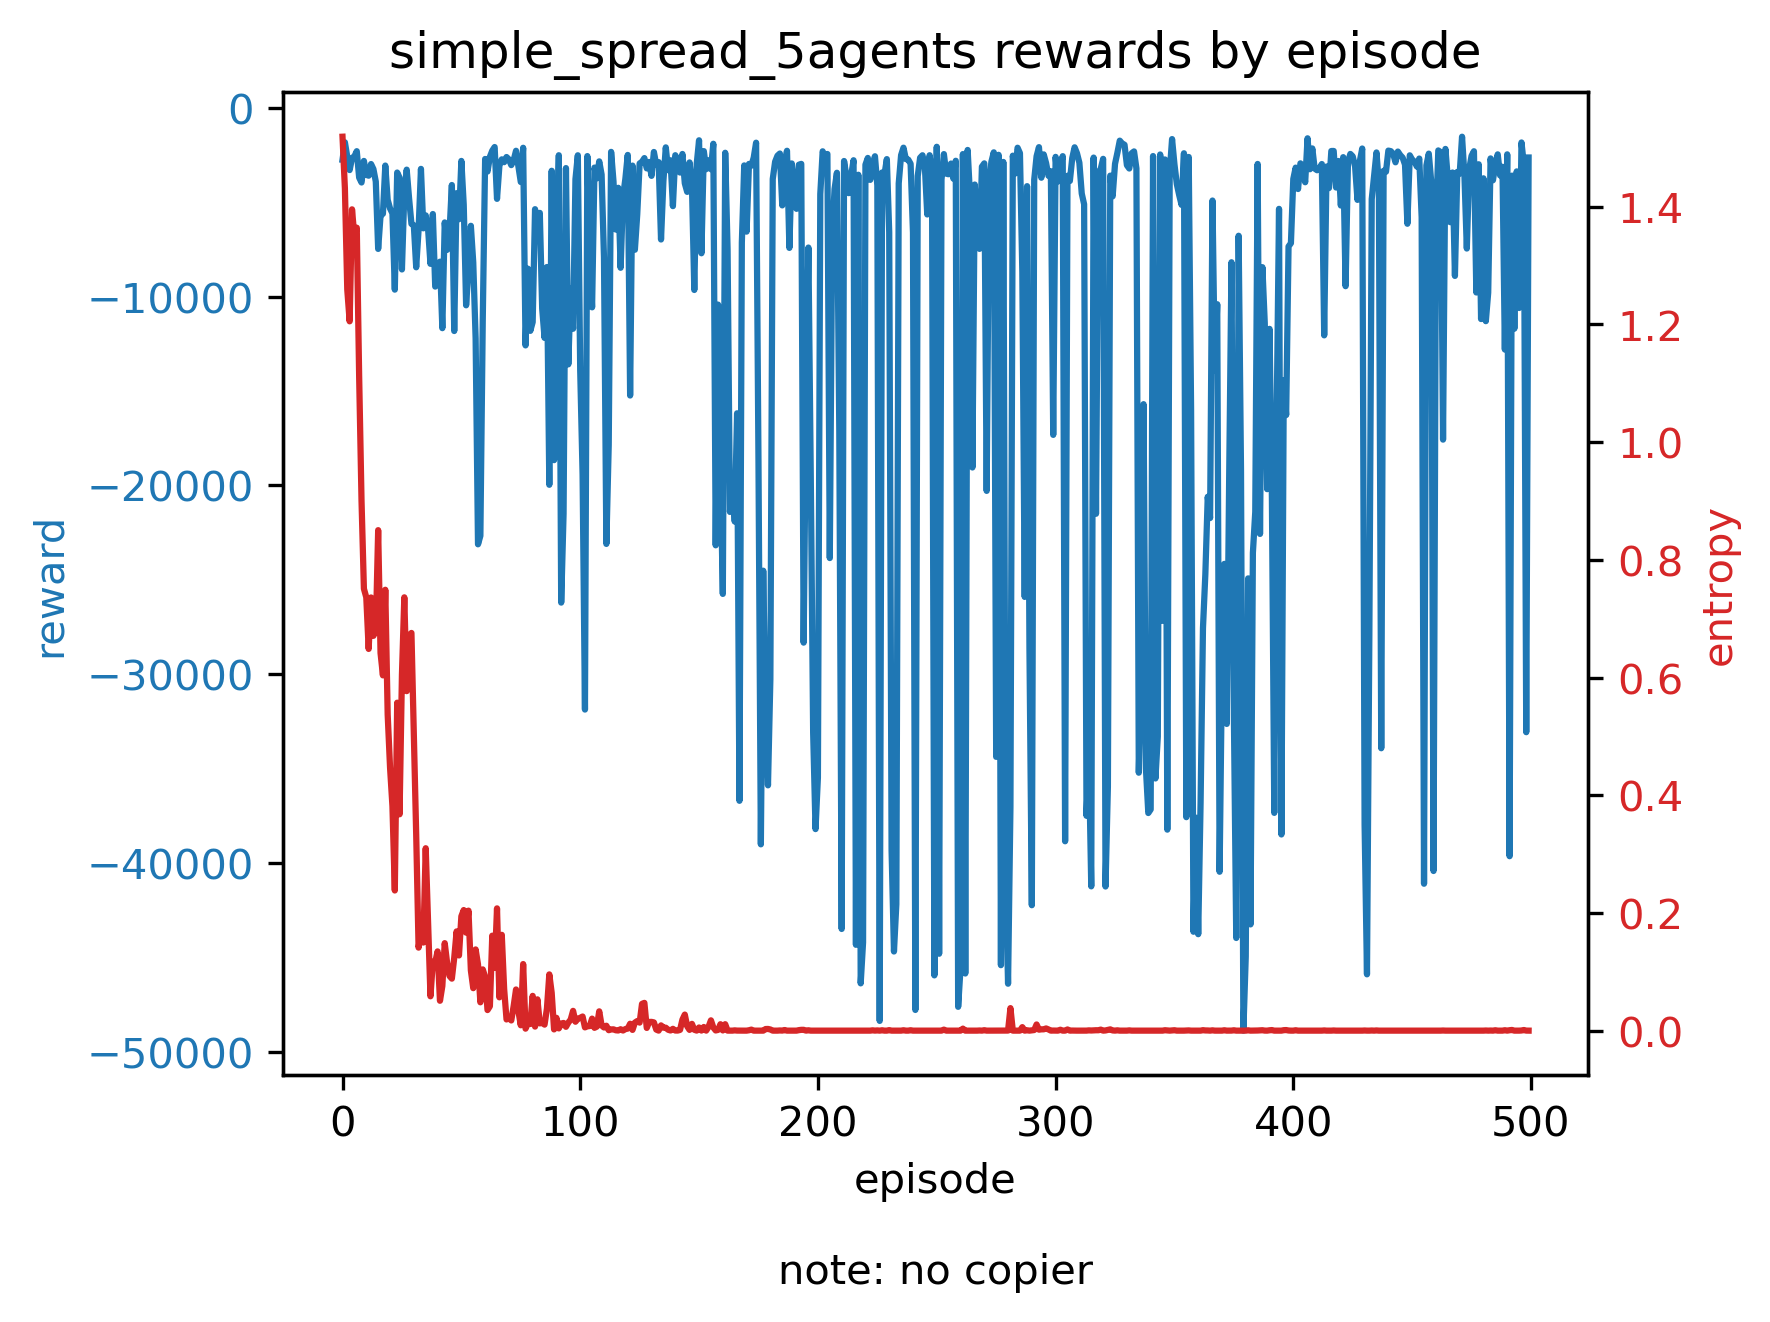 simple_spread_5agents rewards by episode
0
−10000
−20000
−30000
−40000
−50000
reward
1.4
1.2
1.0
0.8
0.6
0.4
0.2
0.0
entropy
0 100 200 300 400 500
episode
note: no copier